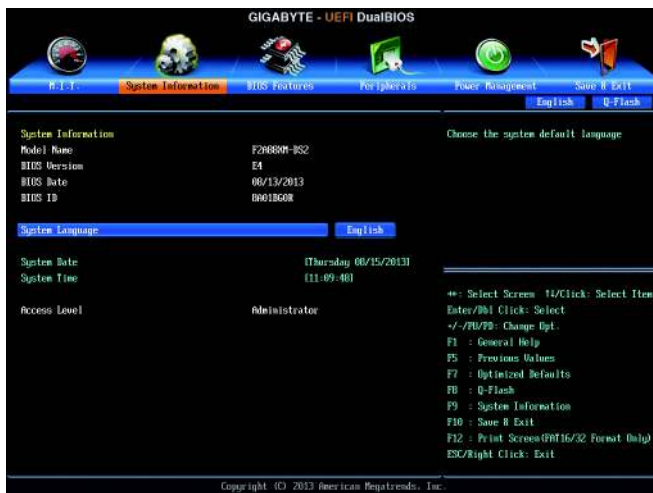 GIGABYTE - UEFI DualBIOS
M.I.T. System Information BIOS Features Peripherals Power Management Save & Exit
English Q-Flash
System Information
Model Name F2A88XM-DS2
BIOS Version E4
BIOS Date 08/13/2013
BIOS ID 8A01BG0R
System Language English
System Date [Thursday 08/15/2013]
System Time [11:09:48]
Access Level Administrator
Choose the system default language
↔: Select Screen ↑↓/Click: Select Item
Enter/Dbl Click: Select
+/-/PU/PD: Change Opt.
F1 : General Help
F5 : Previous Values
F7 : Optimized Defaults
F8 : Q-Flash
F9 : System Information
F10 : Save & Exit
F12 : Print Screen(FAT16/32 Format Only)
ESC/Right Click: Exit
Copyright (C) 2013 American Megatrends, Inc.